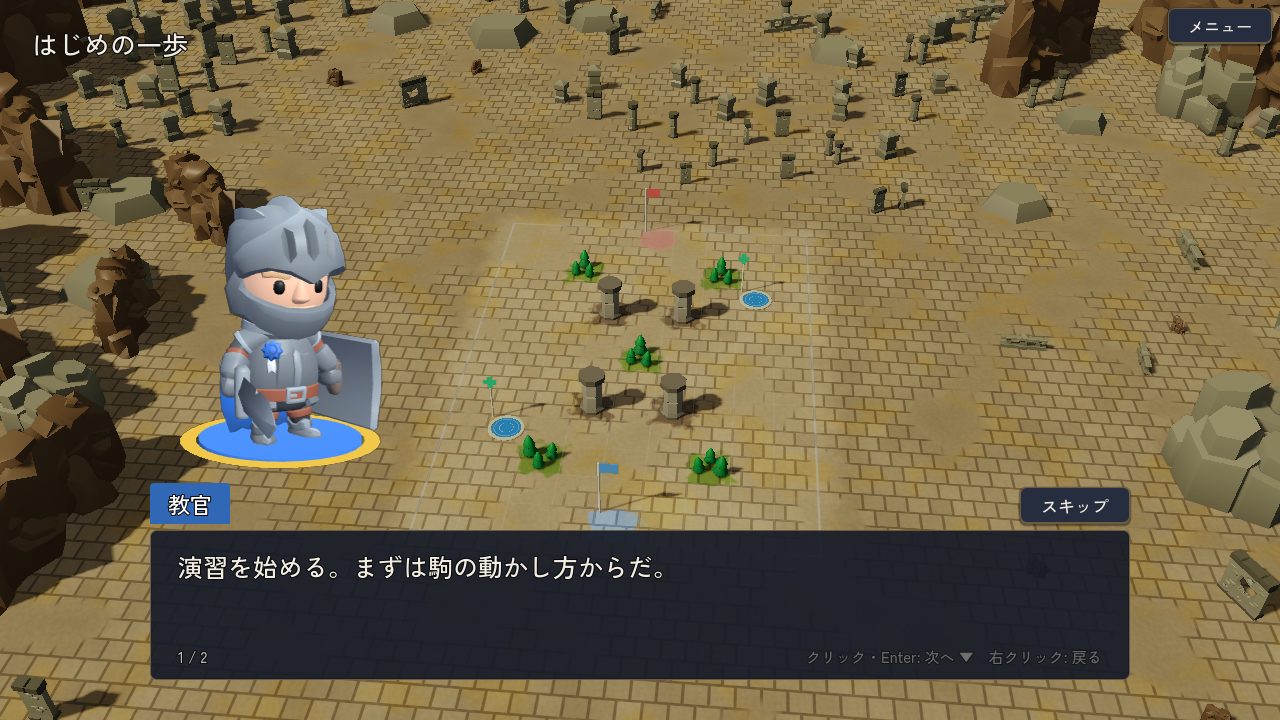 はじめの一歩
メニュー
教官
スキップ
演習を始める。まずは駒の動かし方からだ。
1 / 2
クリック・Enter: 次へ ▼ 右クリック: 戻る